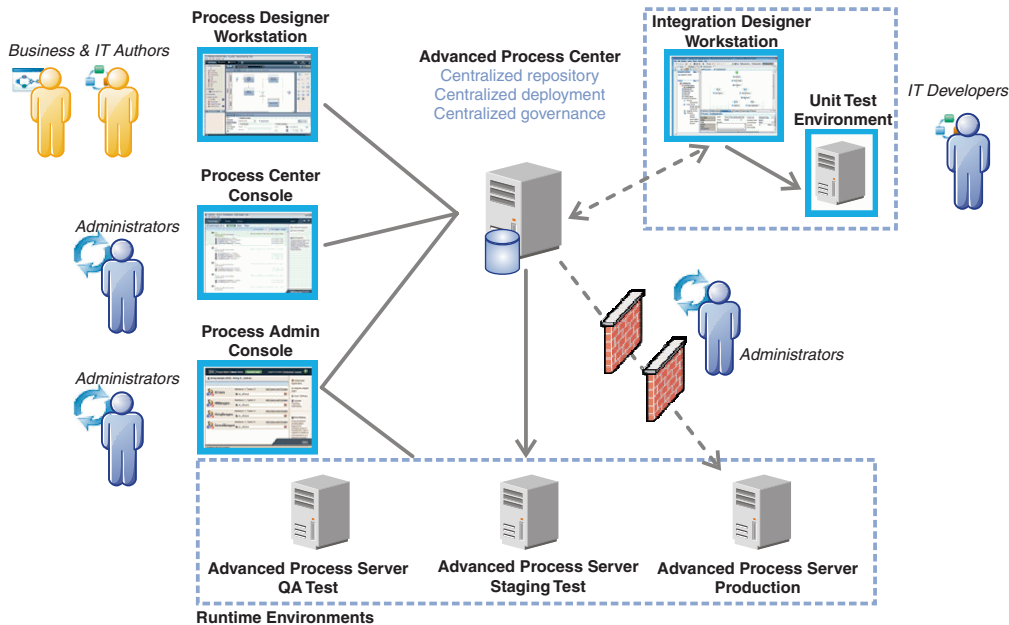 Process Designer
Workstation
Business & IT Authors
Advanced Process Center
Centralized repository
Centralized deployment
Centralized governance
Integration Designer
Workstation
Unit Test
Environment
IT Developers
Process Center
Console
Administrators
Process Admin
Console
Administrators
Administrators
Advanced Process Server
QA Test
Advanced Process Server
Staging Test
Advanced Process Server
Production
Runtime Environments